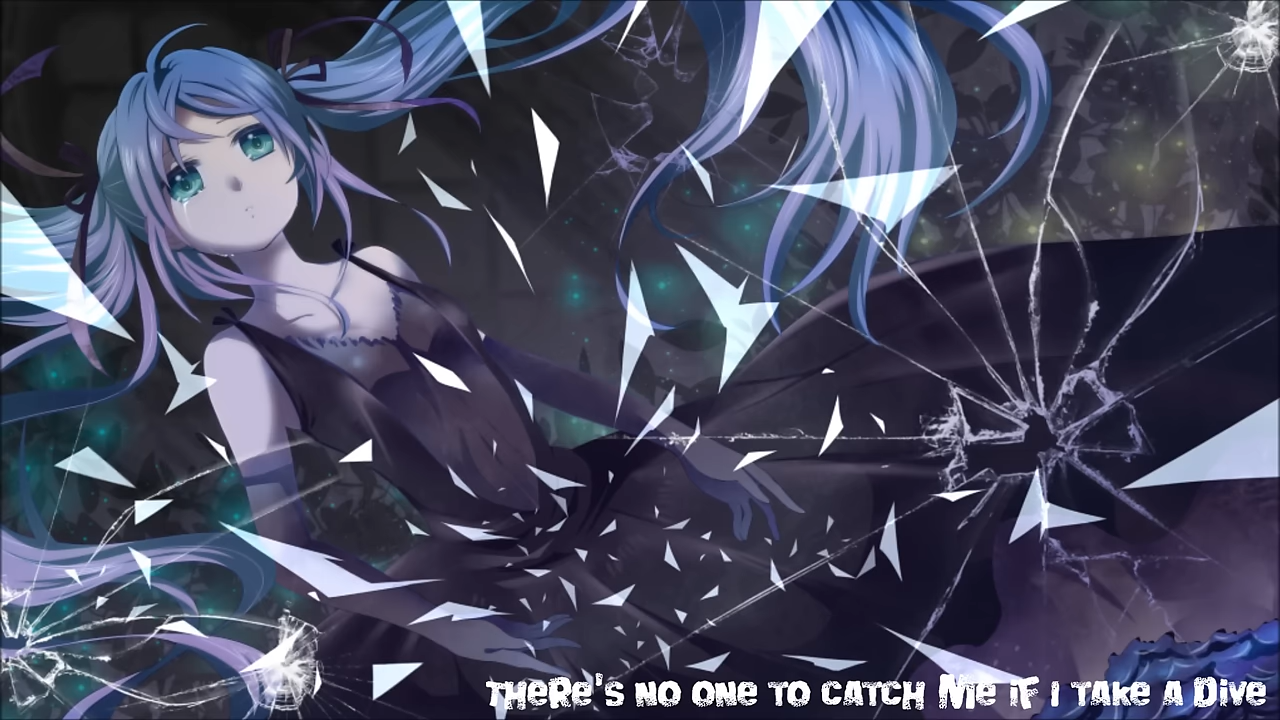 THERE'S NO ONE TO CATCH ME IF I TAKE A DIVE